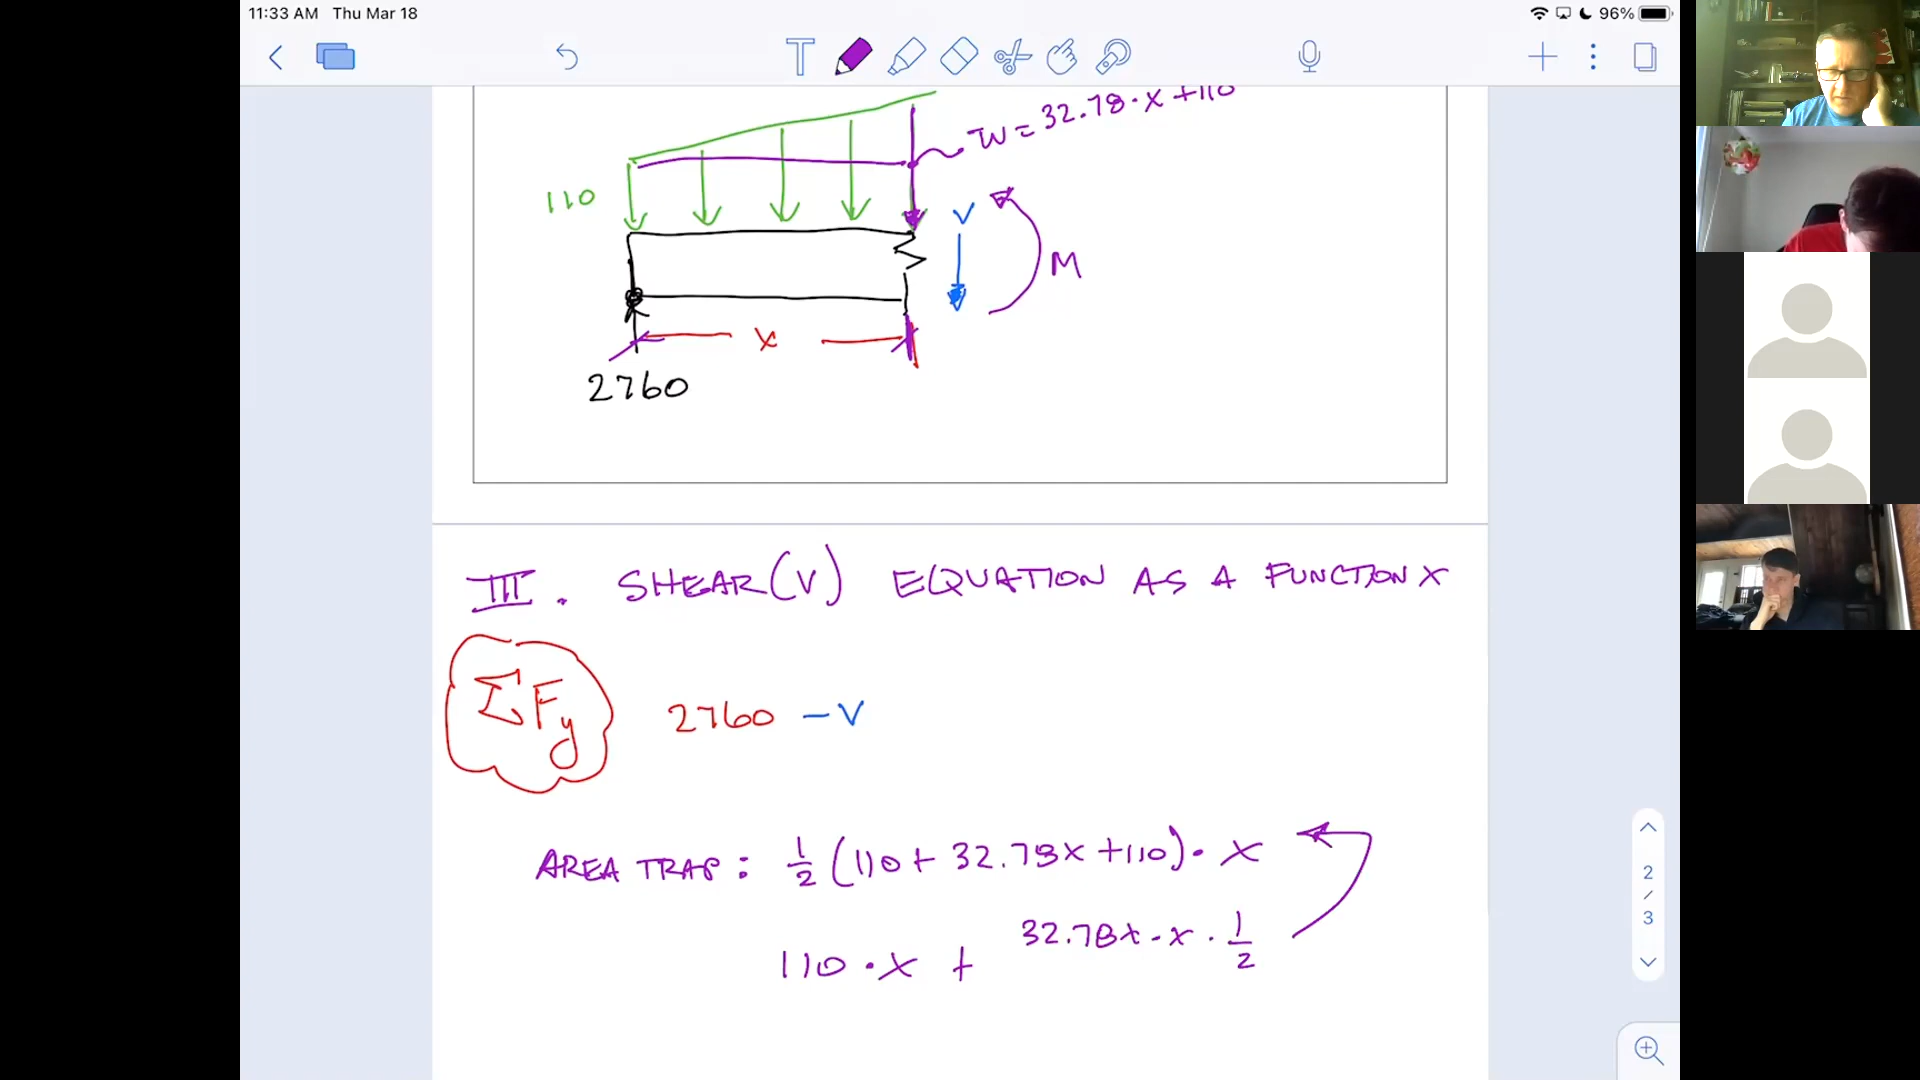 11:33 AM Thu Mar 18
96%
T
W = 32.78·x +110
110
V
M
x
2760
III. SHEAR(V) EQUATION AS A FUNCTION X
ΣFy 2760 -V
AREA TRAP: 1/2 (110+ 32.78x +110)· x
110·x + 32.78x·x·1/2
2
/
3